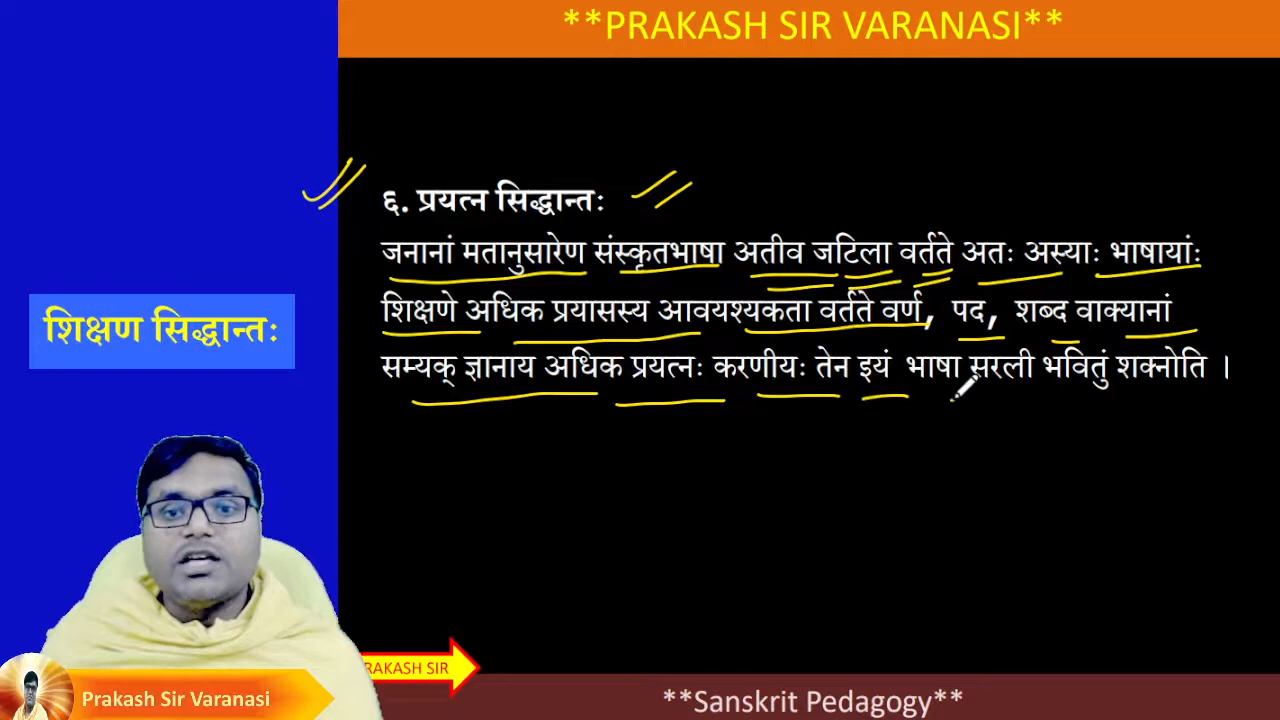 **PRAKASH SIR VARANASI**
६. प्रयत्न सिद्धान्तः
जनानां मतानुसारेण संस्कृतभाषा अतीव जटिला वर्तते अतः अस्याः भाषायांः
शिक्षणे अधिक प्रयासस्य आवयश्यकता वर्तते वर्ण, पद, शब्द वाक्यानां
सम्यक् ज्ञानाय अधिक प्रयत्नः करणीयः तेन इयं भाषा सरली भवितुं शक्नोति ।
शिक्षण सिद्धान्तः
RAKASH SIR
Prakash Sir Varanasi
**Sanskrit Pedagogy**